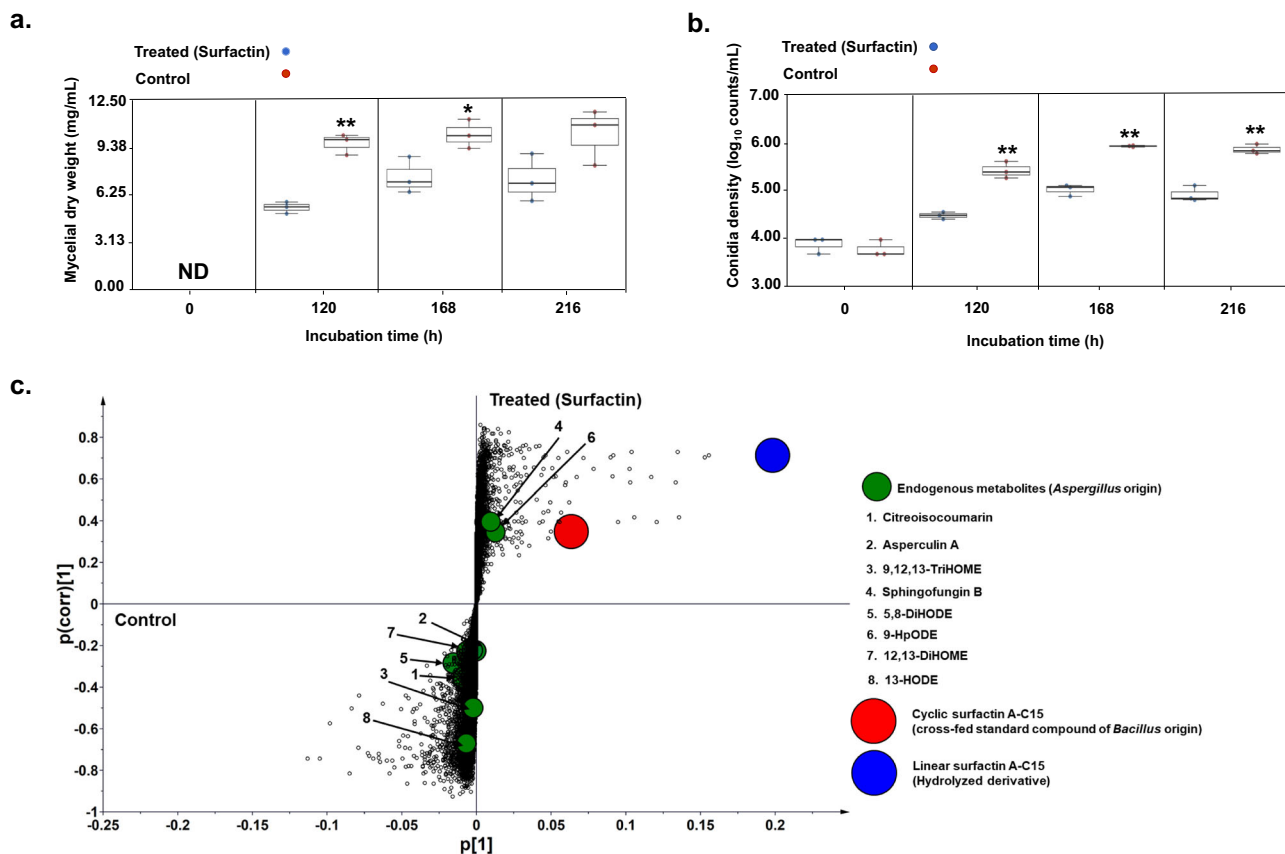 a.
Treated (Surfactin)
Control
Mycelial dry weight (mg/mL)
12.50
9.38
6.25
3.13
0.00
ND
**
*
0
120
168
216
Incubation time (h)
b.
Treated (Surfactin)
Control
Conidia density (log10 counts/mL)
7.00
6.00
5.00
4.00
3.00
**
**
**
0
120
168
216
Incubation time (h)
c.
Treated (Surfactin)
Control
p(corr)[1]
0.8
0.6
0.4
0.2
0
-0.2
-0.4
-0.6
-0.8
-1
4
6
2
7
5
1
3
8
-0.25
-0.2
-0.15
-0.1
-0.05
0
0.05
0.1
0.15
0.2
p[1]
Endogenous metabolites (Aspergillus origin)
1. Citreoisocoumarin
2. Asperculin A
3. 9,12,13-TriHOME
4. Sphingofungin B
5. 5,8-DiHODE
6. 9-HpODE
7. 12,13-DiHOME
8. 13-HODE
Cyclic surfactin A-C15
(cross-fed standard compound of Bacillus origin)
Linear surfactin A-C15
(Hydrolyzed derivative)